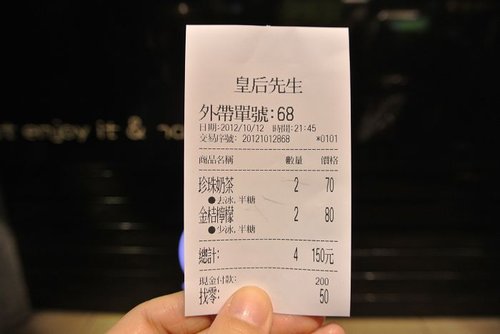 皇后先生
外帶單號:68
日期:2012/10/12 時間:21:45
交易序號: 20121012868 *0101
商品名稱 數量 價格
珍珠奶茶 2 70
●去冰,半糖
金桔檸檬 2 80
●少冰,半糖
總計: 4 150元
現金付款: 200
找零: 50
enjoy it &